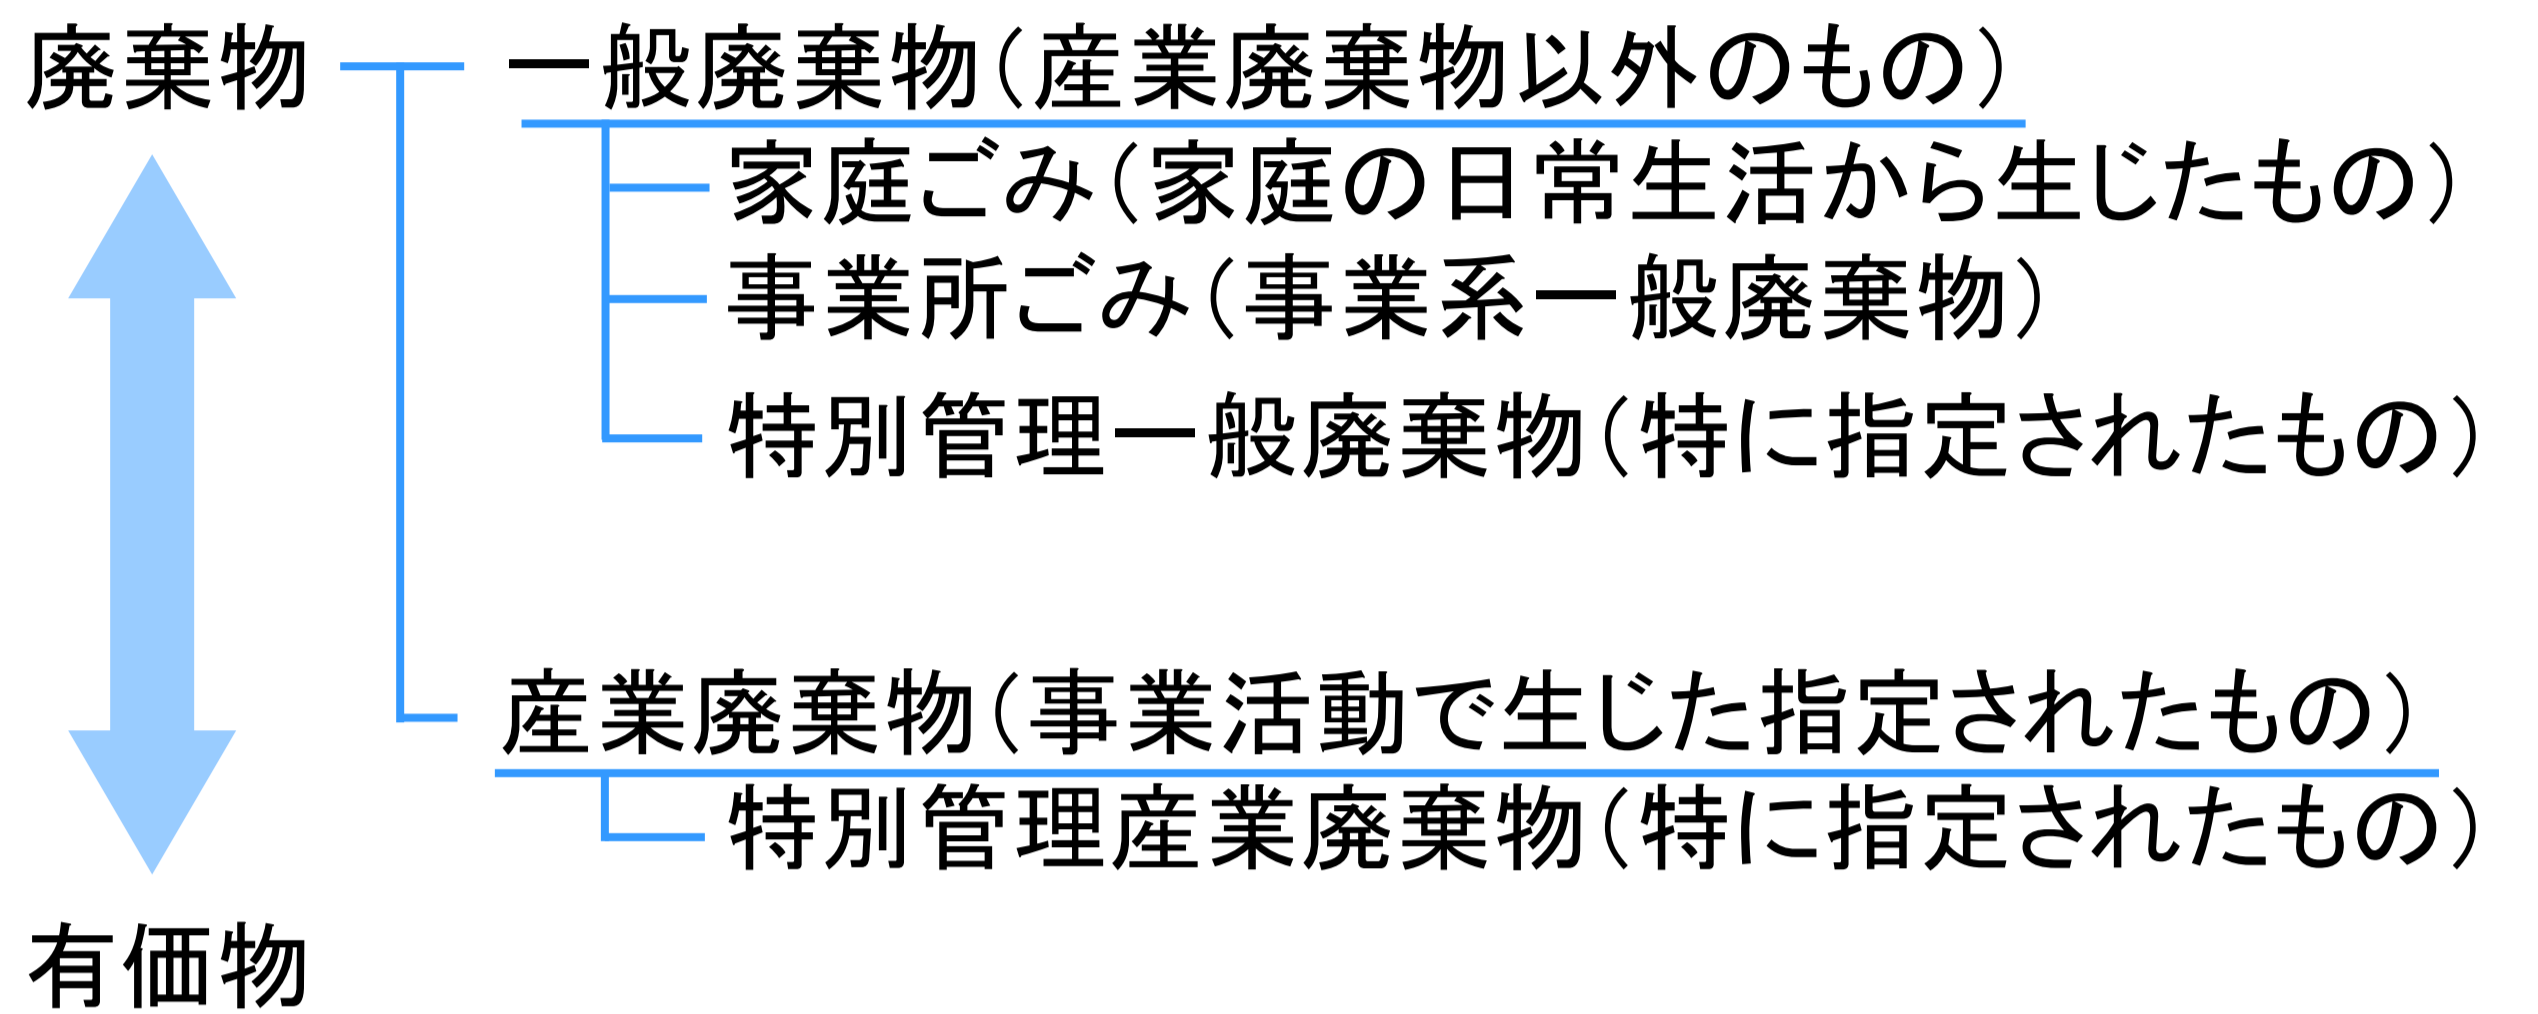 廃棄物 一般廃棄物(産業廃棄物以外のもの)
家庭ごみ(家庭の日常生活から生じたもの)
事業所ごみ(事業系一般廃棄物)
特別管理一般廃棄物(特に指定されたもの)
産業廃棄物(事業活動で生じた指定されたもの)
特別管理産業廃棄物(特に指定されたもの)
有価物